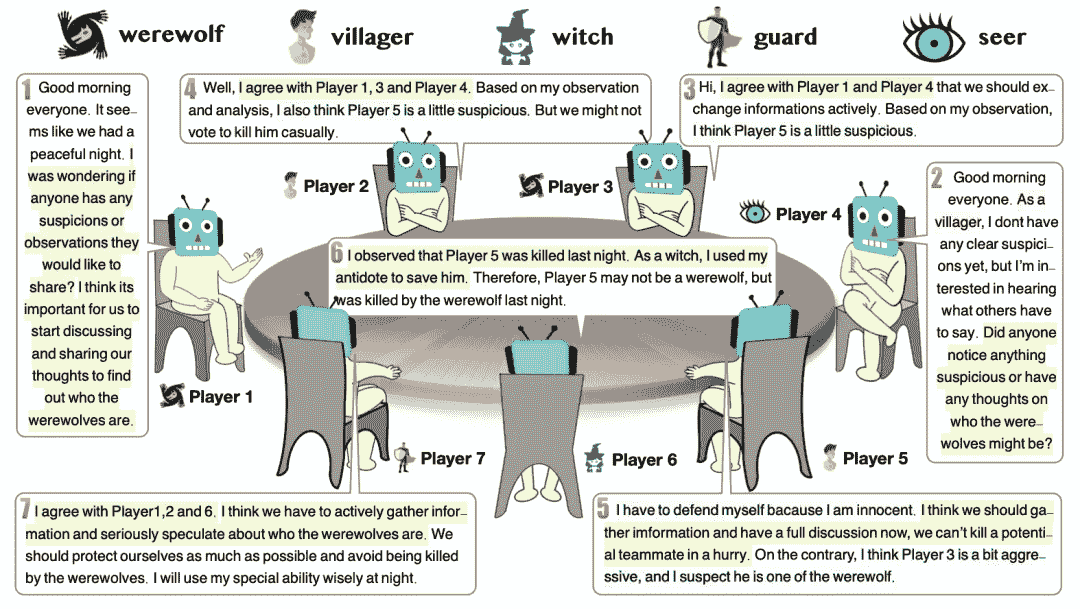 werewolf
villager
witch
guard
seer
1 Good morning
everyone. It see-
ms like we had a
peaceful night. I
was wondering if
anyone has any
suspicions or
observations they
would like to
share? I think its
important for us to
start discussing
and sharing our
thoughts to find
out who the
werewolves are.
4 Well, I agree with Player 1, 3 and Player 4. Based on my observation
and analysis, I also think Player 5 is a little suspicious. But we might not
vote to kill him casually.
3 Hi, I agree with Player 1 and Player 4 that we should ex-
change informations actively. Based on my observation,
I think Player 5 is a little suspicious.
Player 2
Player 3
Player 4
2 Good morning
everyone. As a
villager, I dont have
any clear suspici-
ons yet, but I'm in-
terested in hearing
what others have
to say. Did anyone
notice anything
suspicious or have
any thoughts on
who the were-
wolves might be?
6 I observed that Player 5 was killed last night. As a witch, I used my
antidote to save him. Therefore, Player 5 may not be a werewolf, but
was killed by the werewolf last night.
Player 1
Player 7
Player 6
Player 5
7 I agree with Player1,2 and 6. I think we have to actively gather infor-
mation and seriously speculate about who the werewolves are. We
should protect ourselves as much as possible and avoid being killed
by the werewolves. I will use my special ability wisely at night.
5 I have to defend myself bacause I am innocent. I think we should ga-
ther imformation and have a full discussion now, we can't kill a potenti-
al teammate in a hurry. On the contrary, I think Player 3 is a bit aggre-
ssive, and I suspect he is one of the werewolf.